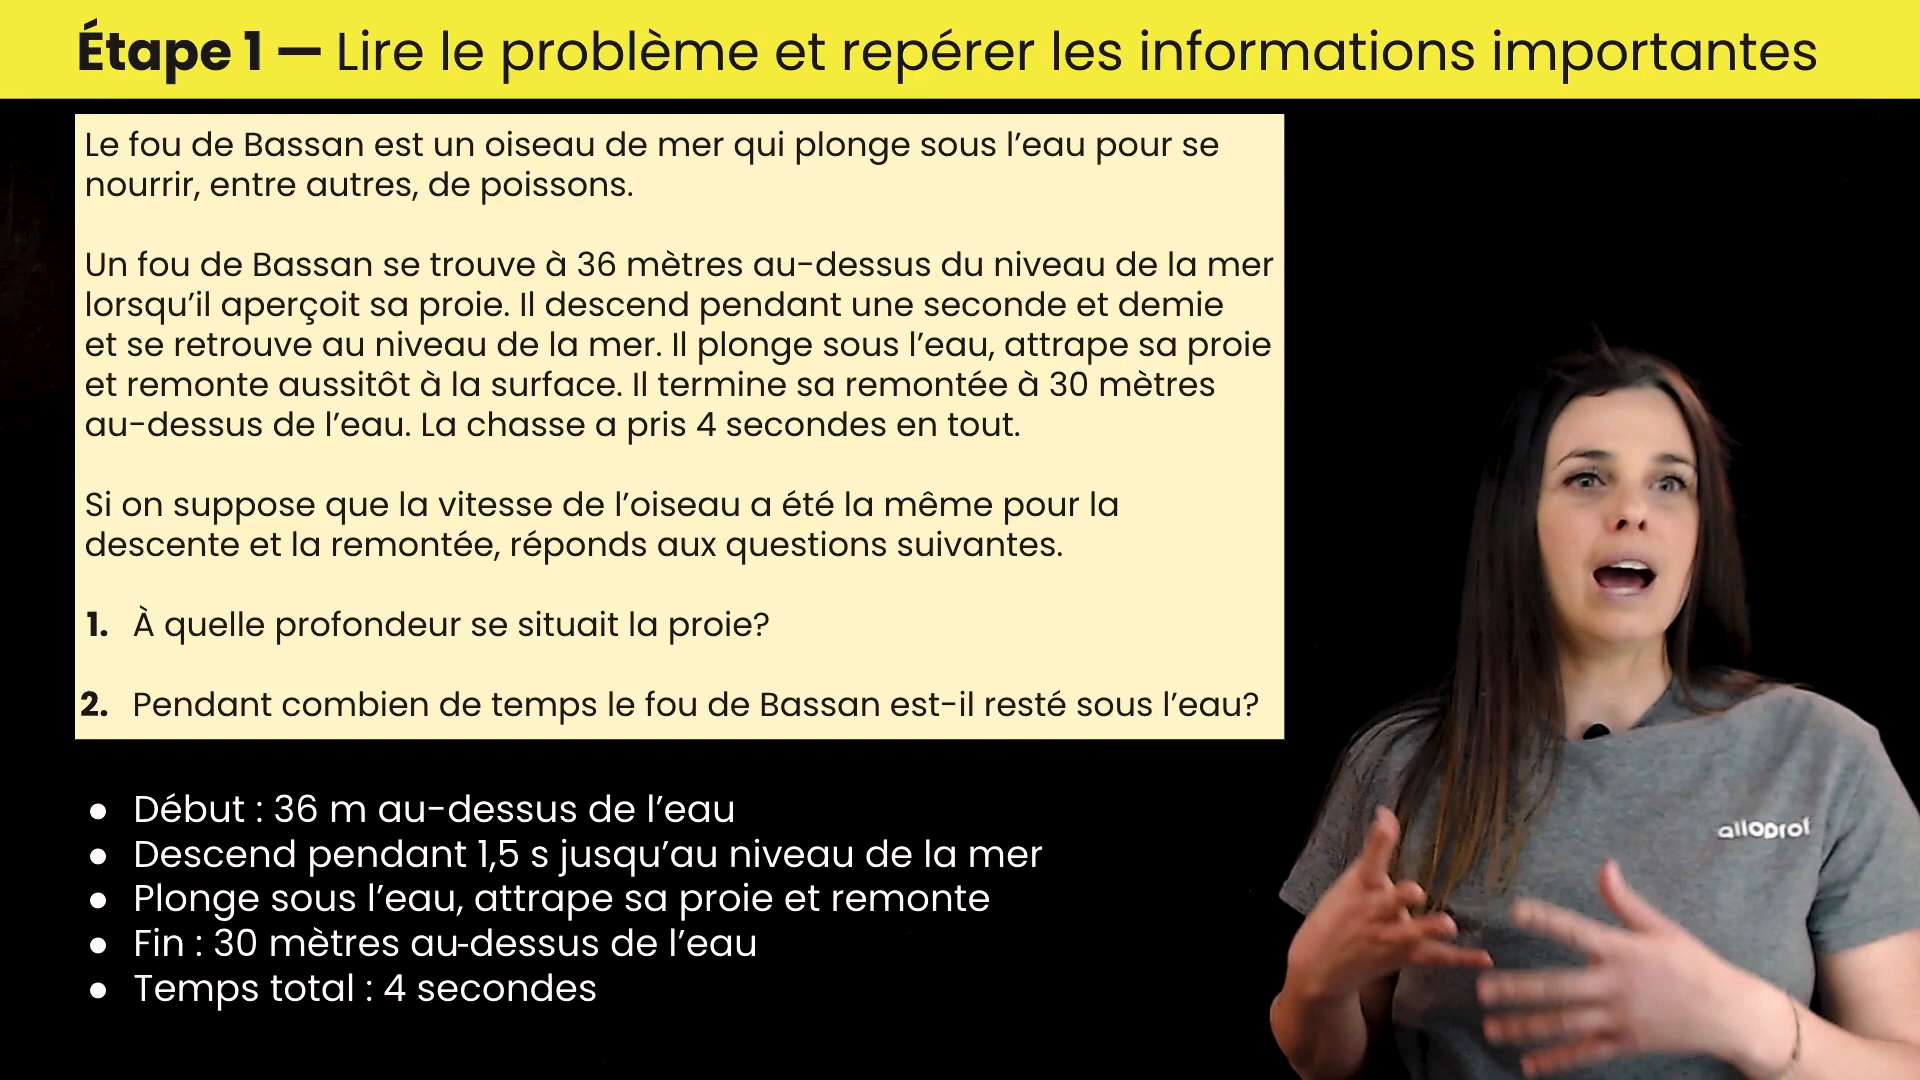 Étape 1 — Lire le problème et repérer les informations importantes
Le fou de Bassan est un oiseau de mer qui plonge sous l’eau pour se
nourrir, entre autres, de poissons.
Un fou de Bassan se trouve à 36 mètres au-dessus du niveau de la mer
lorsqu’il aperçoit sa proie. Il descend pendant une seconde et demie
et se retrouve au niveau de la mer. Il plonge sous l’eau, attrape sa proie
et remonte aussitôt à la surface. Il termine sa remontée à 30 mètres
au-dessus de l’eau. La chasse a pris 4 secondes en tout.
Si on suppose que la vitesse de l’oiseau a été la même pour la
descente et la remontée, réponds aux questions suivantes.
1. À quelle profondeur se situait la proie?
2. Pendant combien de temps le fou de Bassan est-il resté sous l’eau?
● Début : 36 m au-dessus de l’eau
● Descend pendant 1,5 s jusqu’au niveau de la mer
● Plonge sous l’eau, attrape sa proie et remonte
● Fin : 30 mètres au-dessus de l’eau
● Temps total : 4 secondes
alloprof